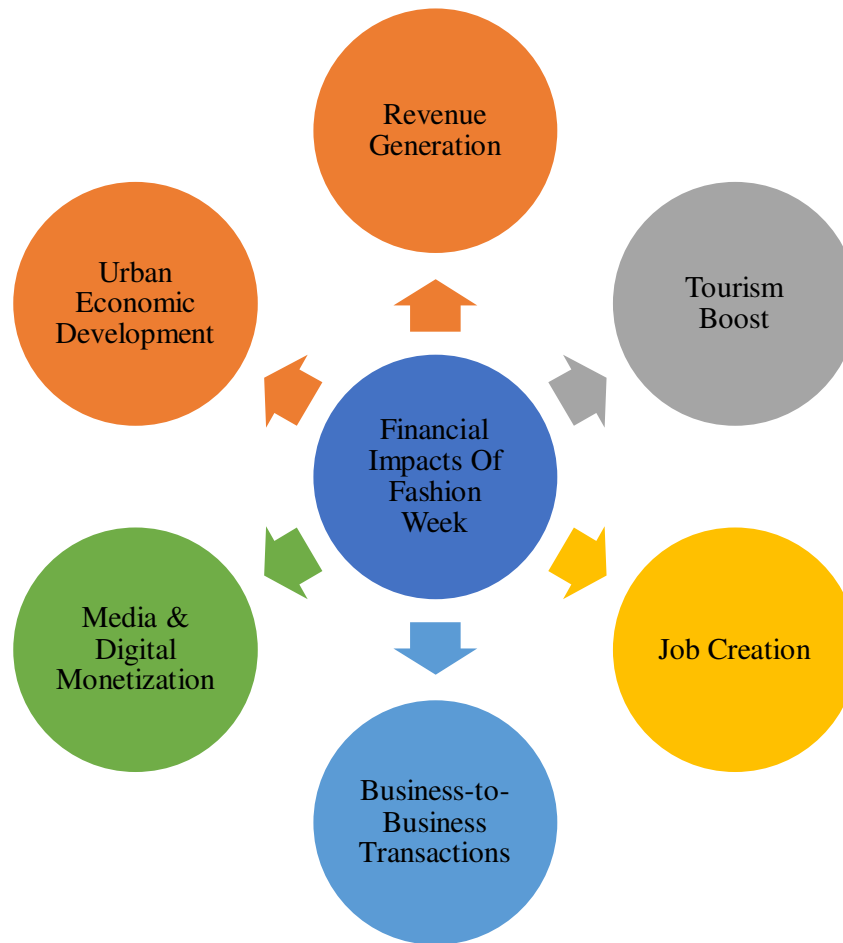 Revenue
Generation
Urban
Economic
Development
Tourism
Boost
Financial
Impacts Of
Fashion
Week
Media &
Digital
Monetization
Job Creation
Business-to-
Business
Transactions